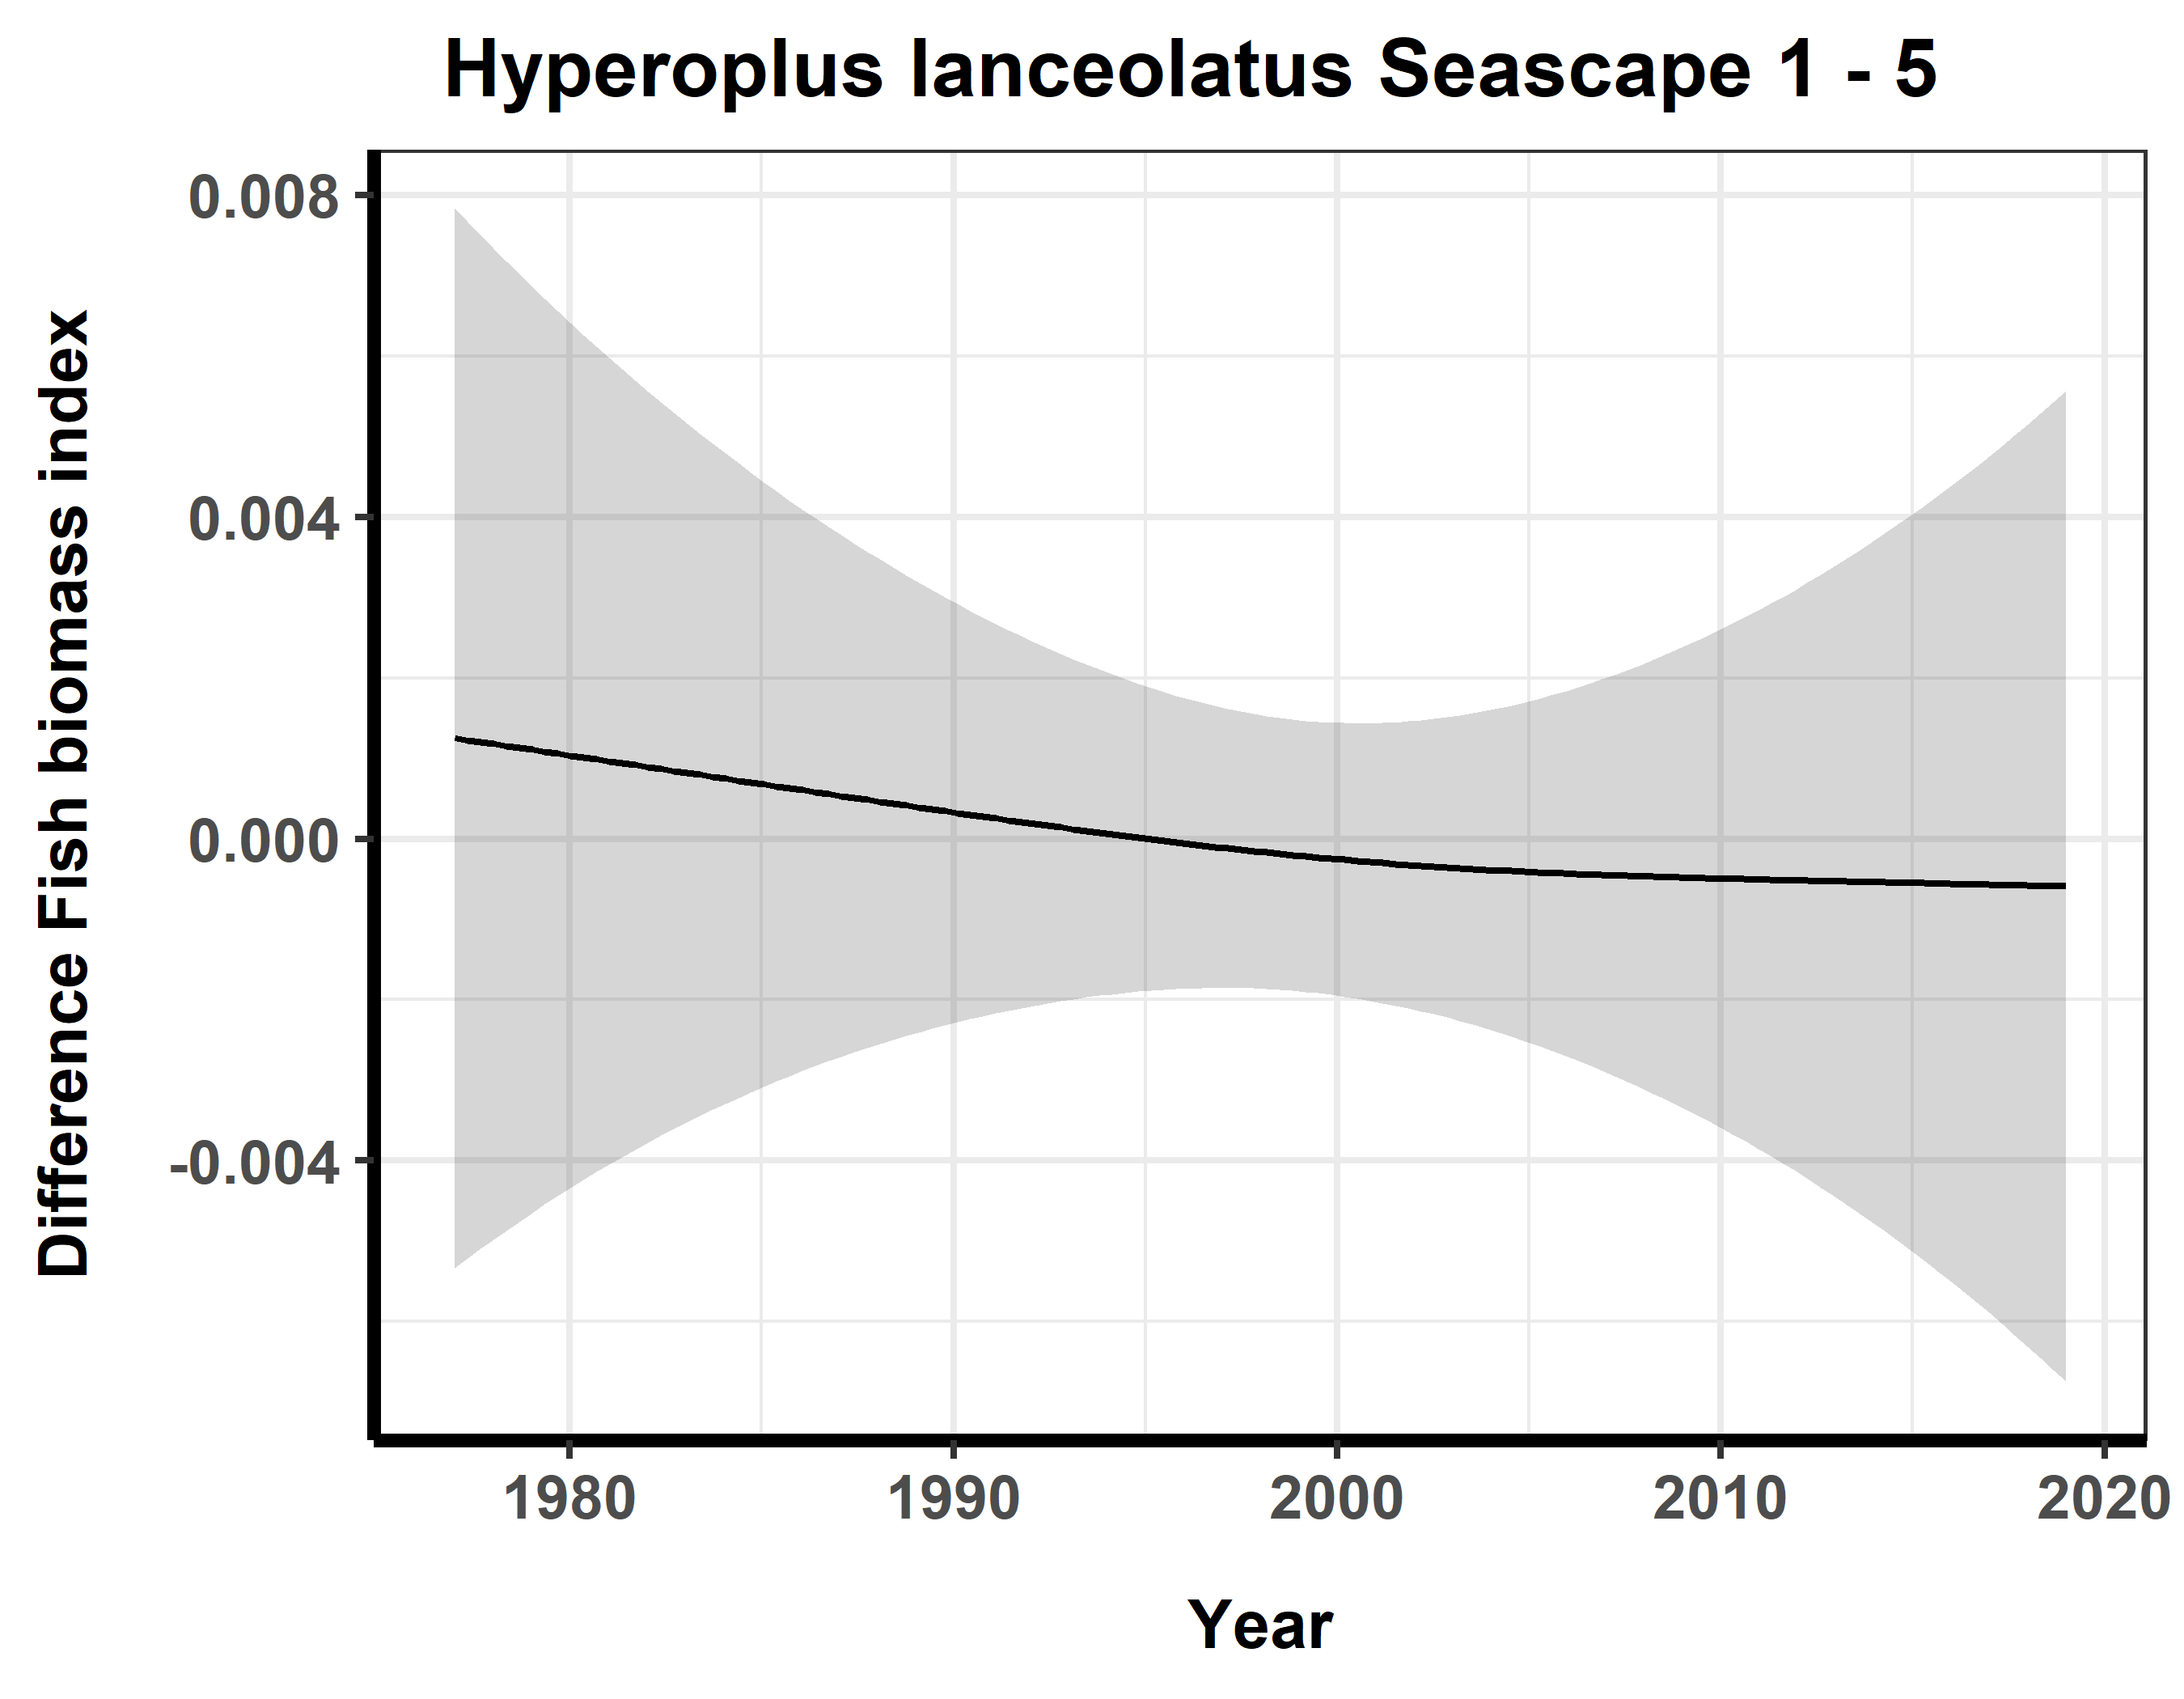 Hyperoplus lanceolatus Seascape 1 - 5
Difference Fish biomass index
0.008
0.004
0.000
-0.004
1980 1990 2000 2010 2020
Year